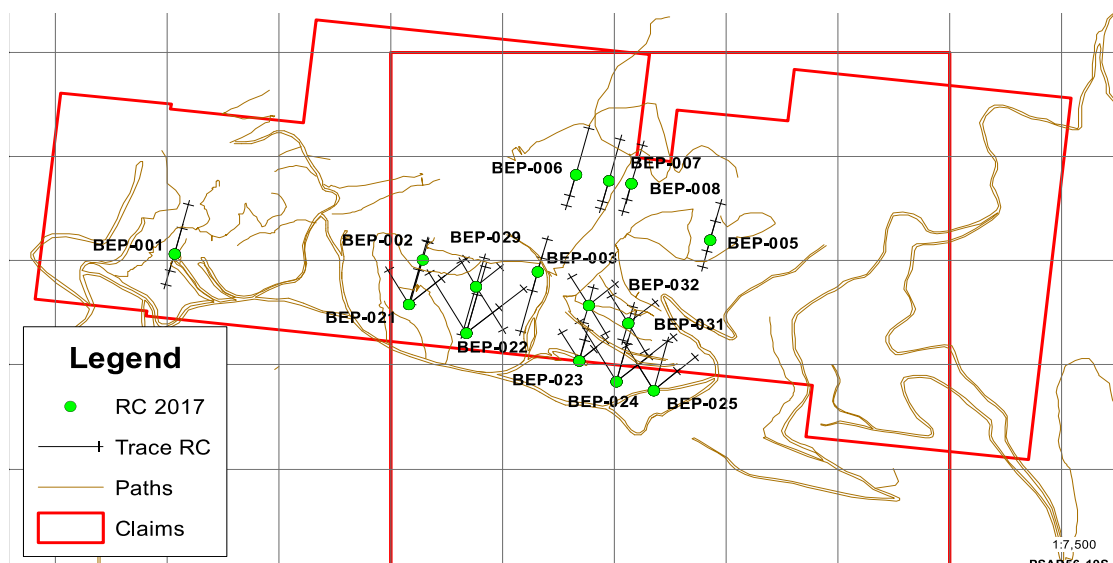 BEP-007
BEP-006
BEP-008
BEP-029
BEP-002
BEP-001
BEP-005
BEP-003
BEP-032
BEP-021
BEP-031
BEP-022
BEP-023
BEP-024
BEP-025
Legend
RC 2017
Trace RC
Paths
Claims
1:7,500